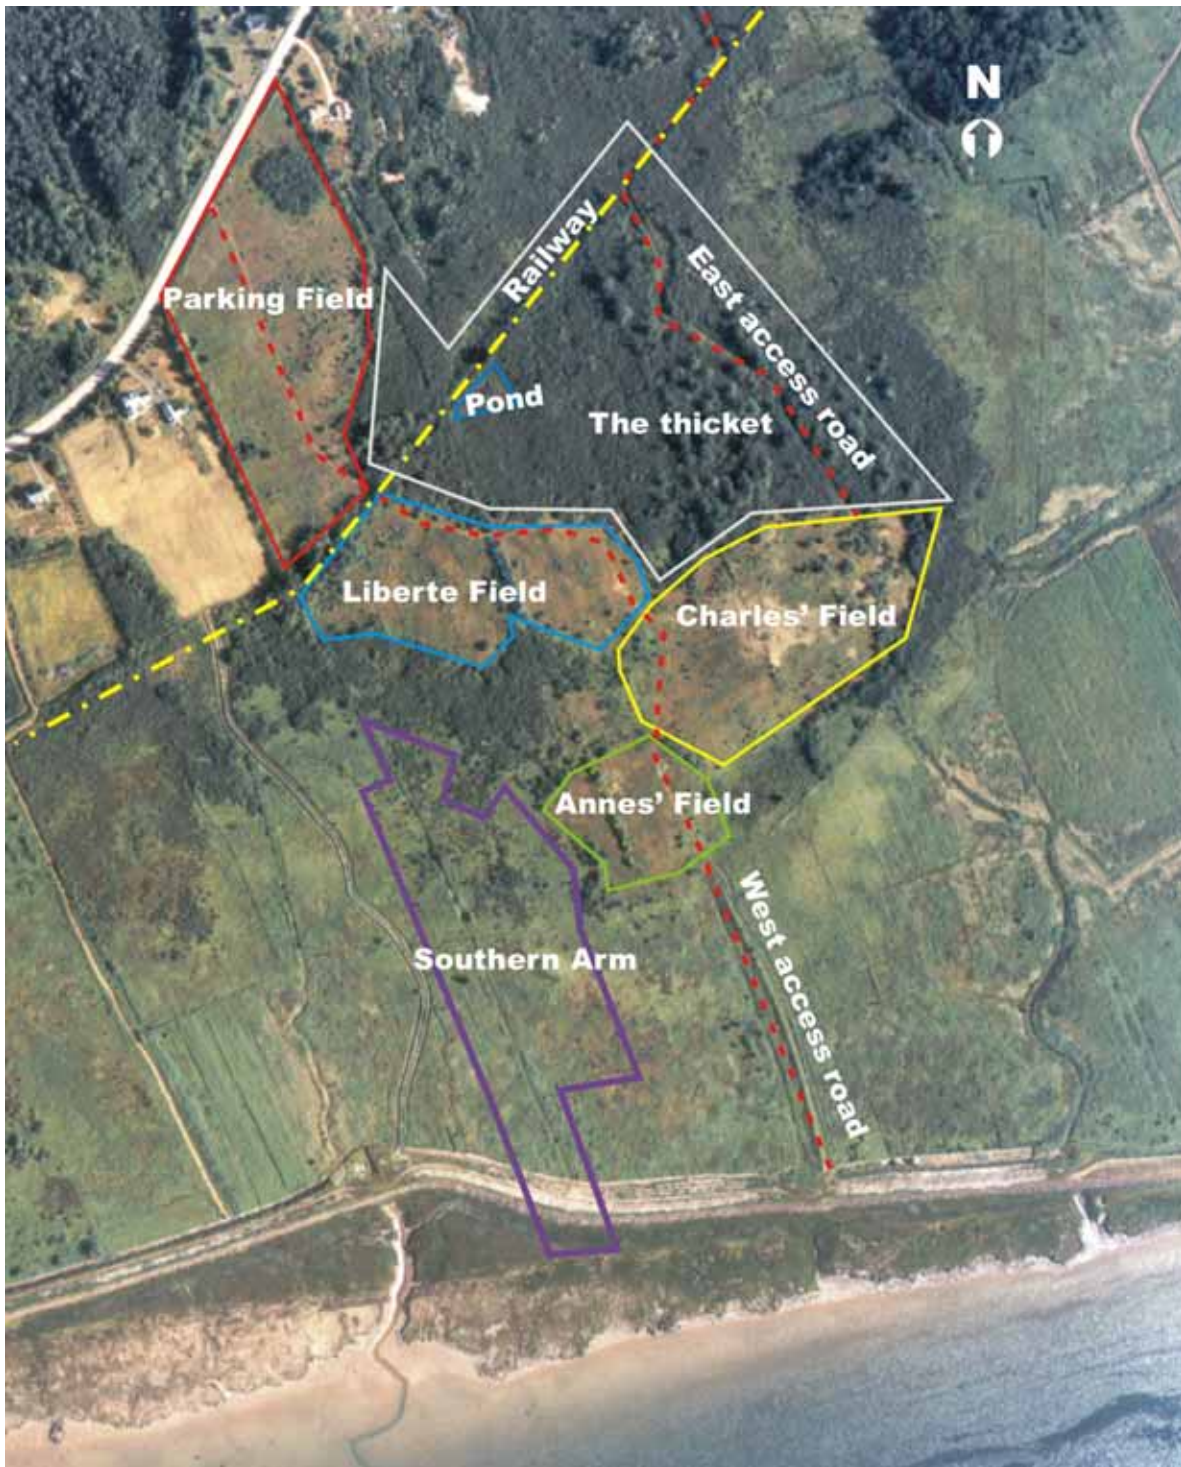 N
Railway
East access road
Parking Field
Pond
The thicket
Liberte Field
Charles' Field
Annes' Field
West access road
Southern Arm